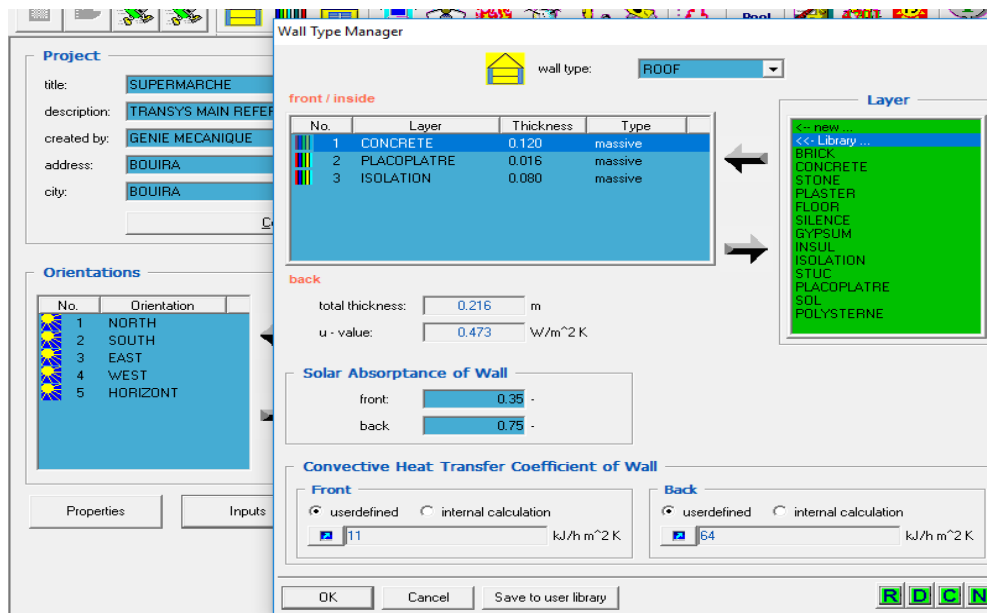 Pool
Wall Type Manager
Project
title: SUPERMARCHE
description: TRANSYS MAIN REFER
created by: GENIE MECANIQUE
address: BOUIRA
city: BOUIRA
wall type: ROOF
front / inside
No. Layer Thickness Type
1 CONCRETE 0.120 massive
2 PLACOPLATRE 0.016 massive
3 ISOLATION 0.080 massive
Layer
<-- new ...
<<- Library ...
BRICK
CONCRETE
STONE
PLASTER
FLOOR
SILENCE
GYPSUM
INSUL
ISOLATION
STUC
PLACOPLATRE
SOL
POLYSTERNE
back
total thickness: 0.216 m
u - value: 0.473 W/m^2 K
Orientations
No. Orientation
1 NORTH
2 SOUTH
3 EAST
4 WEST
5 HORIZONT
Solar Absorptance of Wall
front: 0.35 -
back 0.75 -
Convective Heat Transfer Coefficient of Wall
Front
userdefined internal calculation
11 kJ/h m^2 K
Back
userdefined internal calculation
64 kJ/h m^2 K
Properties Inputs
OK Cancel Save to user library
R D C N